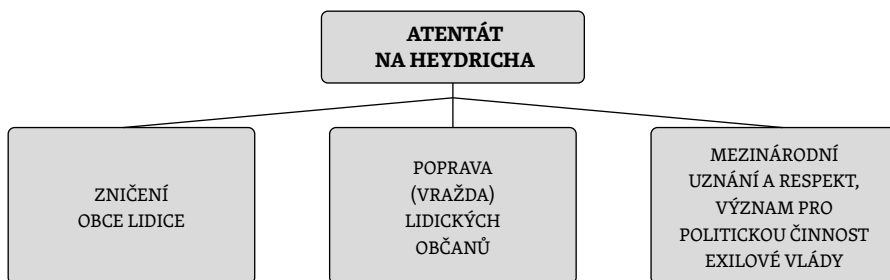 ATENTÁT
NA HEYDRICHA
ZNIČENÍ
OBCE LIDICE
POPRAVA
(VRAŽDA)
LIDICKÝCH
OBČANŮ
MEZINÁRODNÍ
UZNÁNÍ A RESPEKT,
VÝZNAM PRO
POLITICKOU ČINNOST
EXILOVÉ VLÁDY